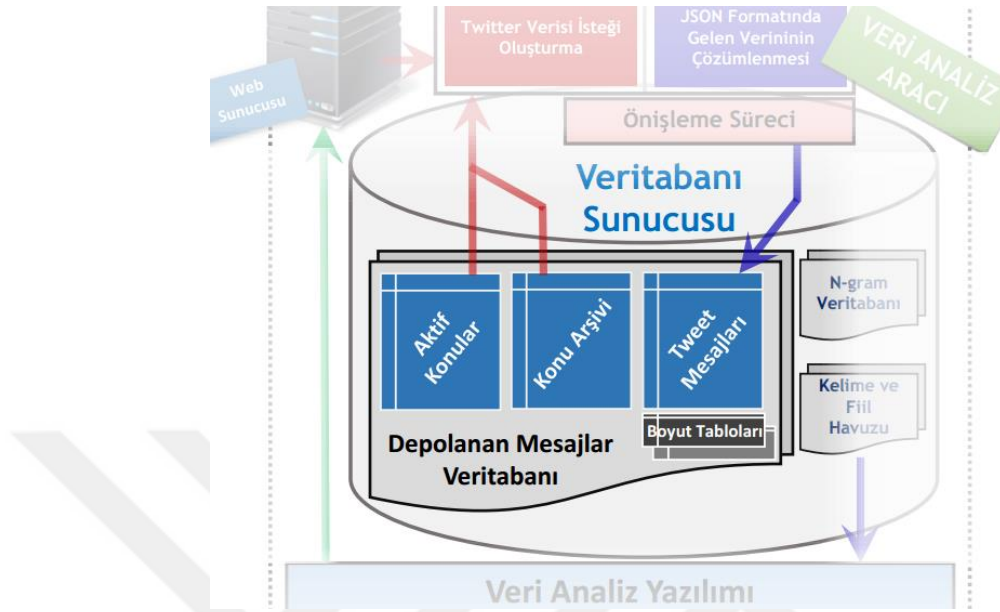 Twitter Verisi İsteği
Oluşturma
JSON Formatında
Gelen Verininin
Çözümlenmesi
VERİ ANALİZ
ARACI
Web
Sunucusu
Önişleme Süreci
Veritabanı
Sunucusu
Aktif
Konular
Konu Arşivi
Tweet
Mesajları
N-gram
Veritabanı
Kelime ve
Fiil
Havuzu
Boyut Tabloları
Depolanan Mesajlar
Veritabanı
Veri Analiz Yazılımı